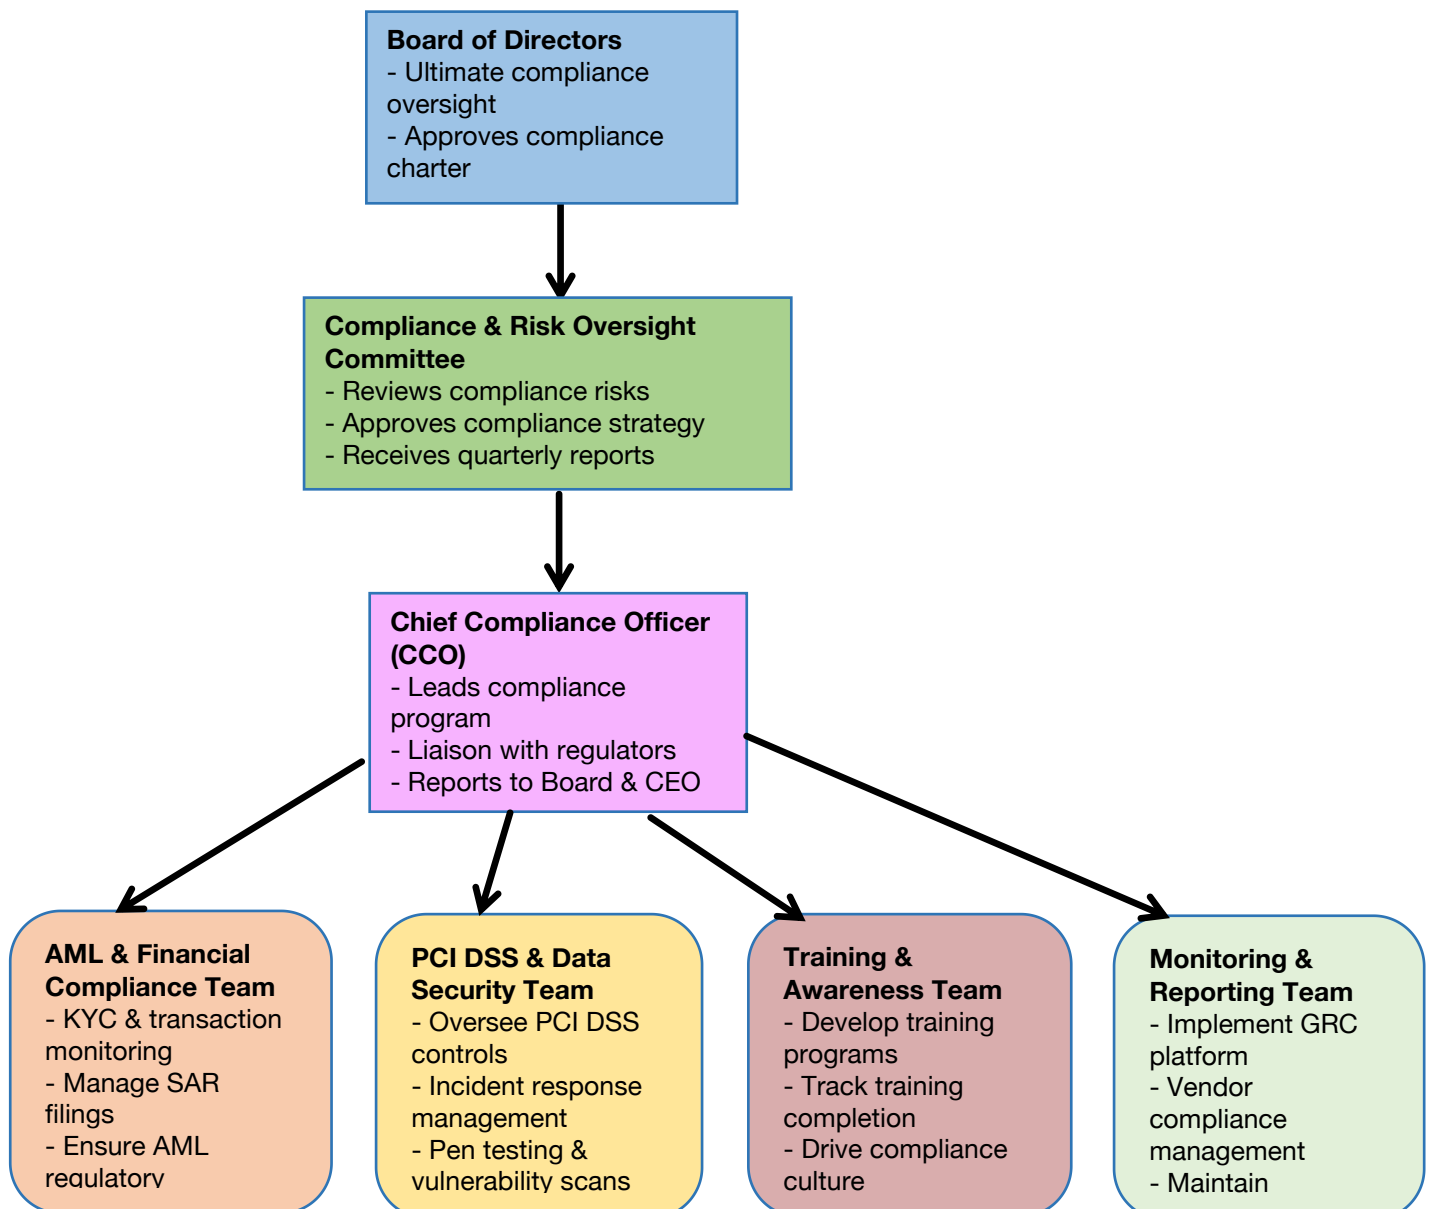 Board of Directors
- Ultimate compliance
oversight
- Approves compliance
charter
Compliance & Risk Oversight
Committee
- Reviews compliance risks
- Approves compliance strategy
- Receives quarterly reports
Chief Compliance Officer
(CCO)
- Leads compliance
program
- Liaison with regulators
- Reports to Board & CEO
AML & Financial
Compliance Team
- KYC & transaction
monitoring
- Manage SAR
filings
- Ensure AML
regulatory
PCI DSS & Data
Security Team
- Oversee PCI DSS
controls
- Incident response
management
- Pen testing &
vulnerability scans
Training &
Awareness Team
- Develop training
programs
- Track training
completion
- Drive compliance
culture
Monitoring &
Reporting Team
- Implement GRC
platform
- Vendor
compliance
management
- Maintain